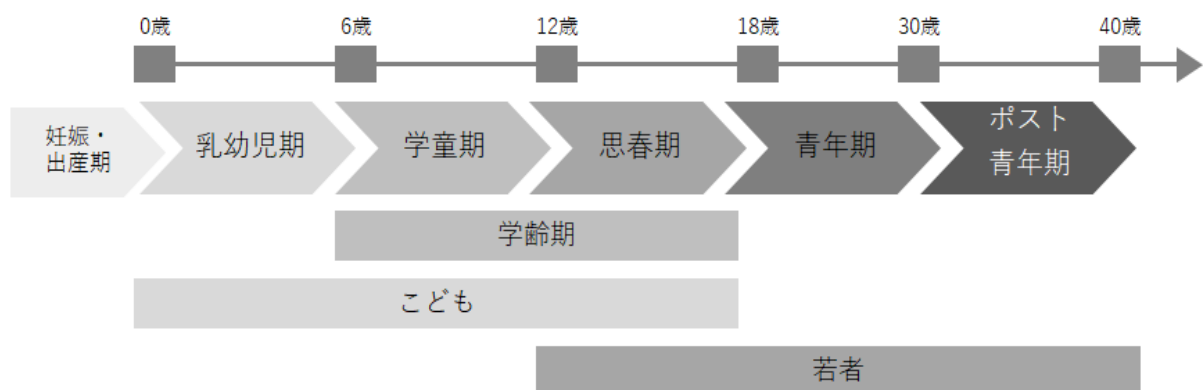 0歳
6歳
12歳
18歳
30歳
40歳
妊娠・
出産期
乳幼児期
学童期
思春期
青年期
ポスト
青年期
学齢期
こども
若者